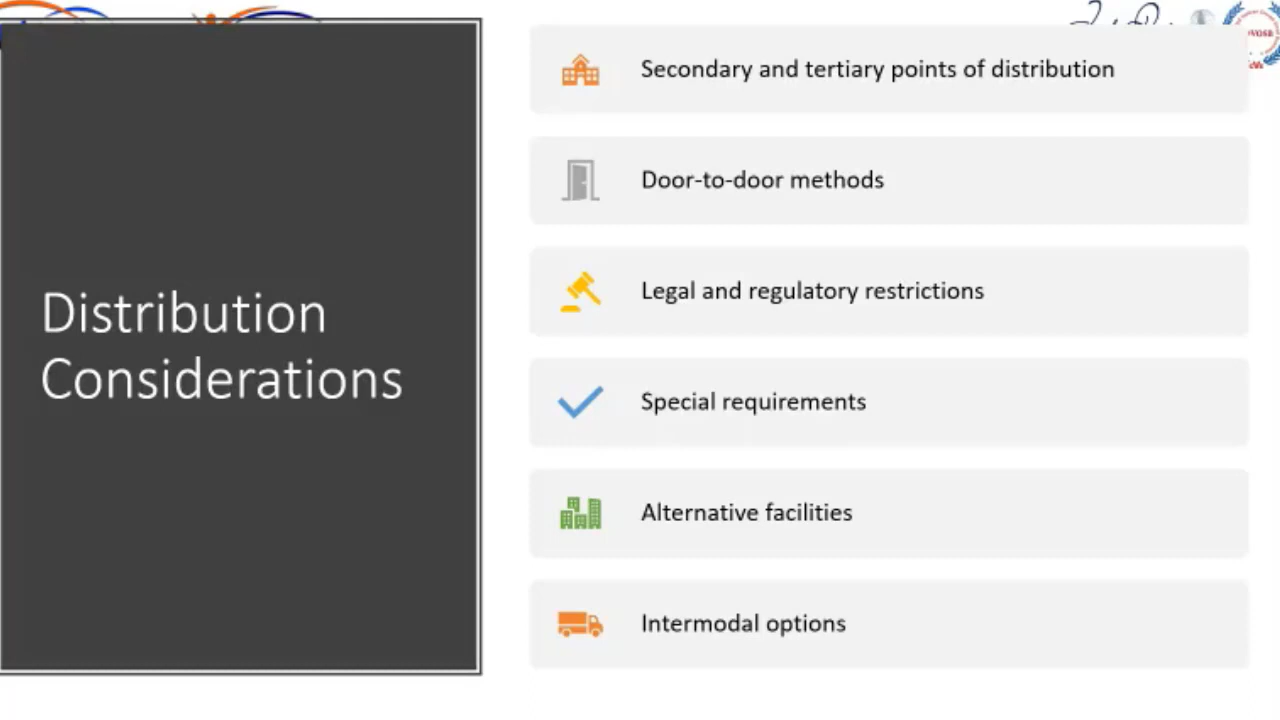 Distribution
Considerations
Secondary and tertiary points of distribution
Door-to-door methods
Legal and regulatory restrictions
Special requirements
Alternative facilities
Intermodal options